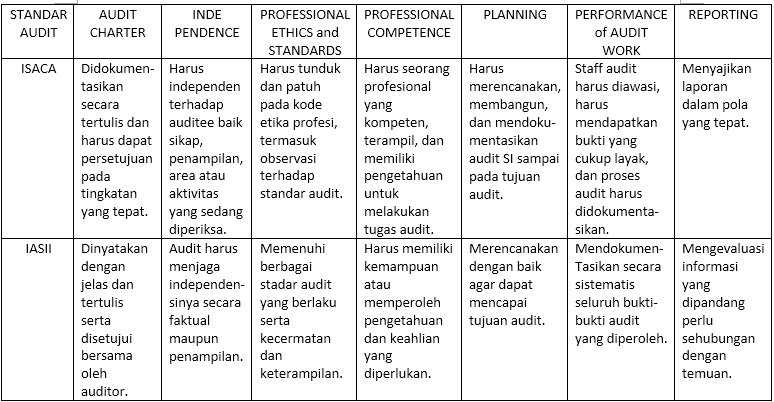 STANDAR
AUDIT
AUDIT
CHARTER
INDE
PENDENCE
PROFESSIONAL
ETHICS and
STANDARDS
PROFESSIONAL
COMPETENCE
PLANNING
PERFORMANCE
of AUDIT
WORK
REPORTING
ISACA
Didokumen-
tasikan
secara
tertulis dan
harus dapat
persetujuan
pada
tingkatan
yang tepat.
Harus
independen
terhadap
auditee baik
sikap,
penampilan,
area atau
aktivitas
yang sedang
diperiksa.
Harus tunduk
dan patuh
pada kode
etika profesi,
termasuk
observasi
terhadap
standar audit.
Harus seorang
profesional
yang
kompeten,
terampil, dan
memiliki
pengetahuan
untuk
melakukan
tugas audit.
Harus
merencanakan,
membangun,
dan mendoku-
mentasikan
audit SI sampai
pada tujuan
audit.
Staff audit
harus diawasi,
harus
mendapatkan
bukti yang
cukup layak,
dan proses
audit harus
didokumenta-
sikan.
Menyajikan
laporan
dalam pola
yang tepat.
IASII
Dinyatakan
dengan
jelas dan
tertulis
serta
disetujui
bersama
oleh
auditor.
Audit harus
menjaga
independen-
sinya secara
faktual
maupun
penampilan.
Memenuhi
berbagai
stadar audit
yang berlaku
serta
kecermatan
dan
keterampilan.
Harus memiliki
kemampuan
atau
memperoleh
pengetahuan
dan keahlian
yang
diperlukan.
Merencanakan
dengan baik
agar dapat
mencapai
tujuan audit.
Mendokumen-
Tasikan secara
sistematis
seluruh bukti-
bukti audit
yang diperoleh.
Mengevaluasi
informasi
yang
dipandang
perlu
sehubungan
dengan
temuan.